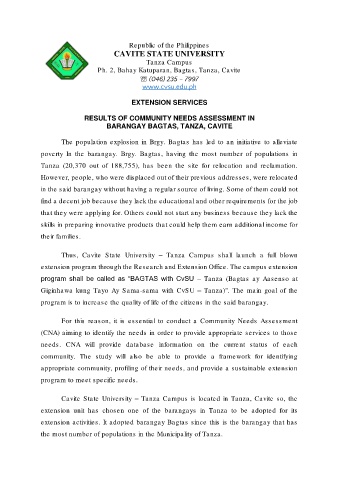 Republic of the Philippines
CAVITE STATE UNIVERSITY
Tanza Campus
Ph. 2, Bahay Katuparan, Bagtas, Tanza, Cavite
☏ (046) 235 – 7997
www.cvsu.edu.ph
EXTENSION SERVICES
RESULTS OF COMMUNITY NEEDS ASSESSMENT IN
BARANGAY BAGTAS, TANZA, CAVITE
The population explosion in Brgy. Bagtas has led to an initiative to alleviate
poverty In the barangay. Brgy. Bagtas, having the most number of populations in
Tanza (20,370 out of 188,755), has been the site for relocation and reclamation.
However, people, who were displaced out of their previous addresses, were relocated
in the said barangay without having a regular source of living. Some of them could not
find a decent job because they lack the educational and other requirements for the job
that they were applying for. Others could not start any business because they lack the
skills in preparing innovative products that could help them earn additional income for
their families.
Thus, Cavite State University – Tanza Campus shall launch a full blown
extension program through the Research and Extension Office. The campus extension
program shall be called as “BAGTAS with CvSU – Tanza (Bagtas ay Aasenso at
Giginhawa kung Tayo Ay Sama-sama with CvSU – Tanza)”. The main goal of the
program is to increase the quality of life of the citizens in the said barangay.
For this reason, it is essential to conduct a Community Needs Assessment
(CNA) aiming to identify the needs in order to provide appropriate services to those
needs. CNA will provide database information on the current status of each
community. The study will also be able to provide a framework for identifying
appropriate community, profiling of their needs, and provide a sustainable extension
program to meet specific needs.
Cavite State University – Tanza Campus is located in Tanza, Cavite so, the
extension unit has chosen one of the barangays in Tanza to be adopted for its
extension activities. It adopted barangay Bagtas since this is the barangay that has
the most number of populations in the Municipality of Tanza.